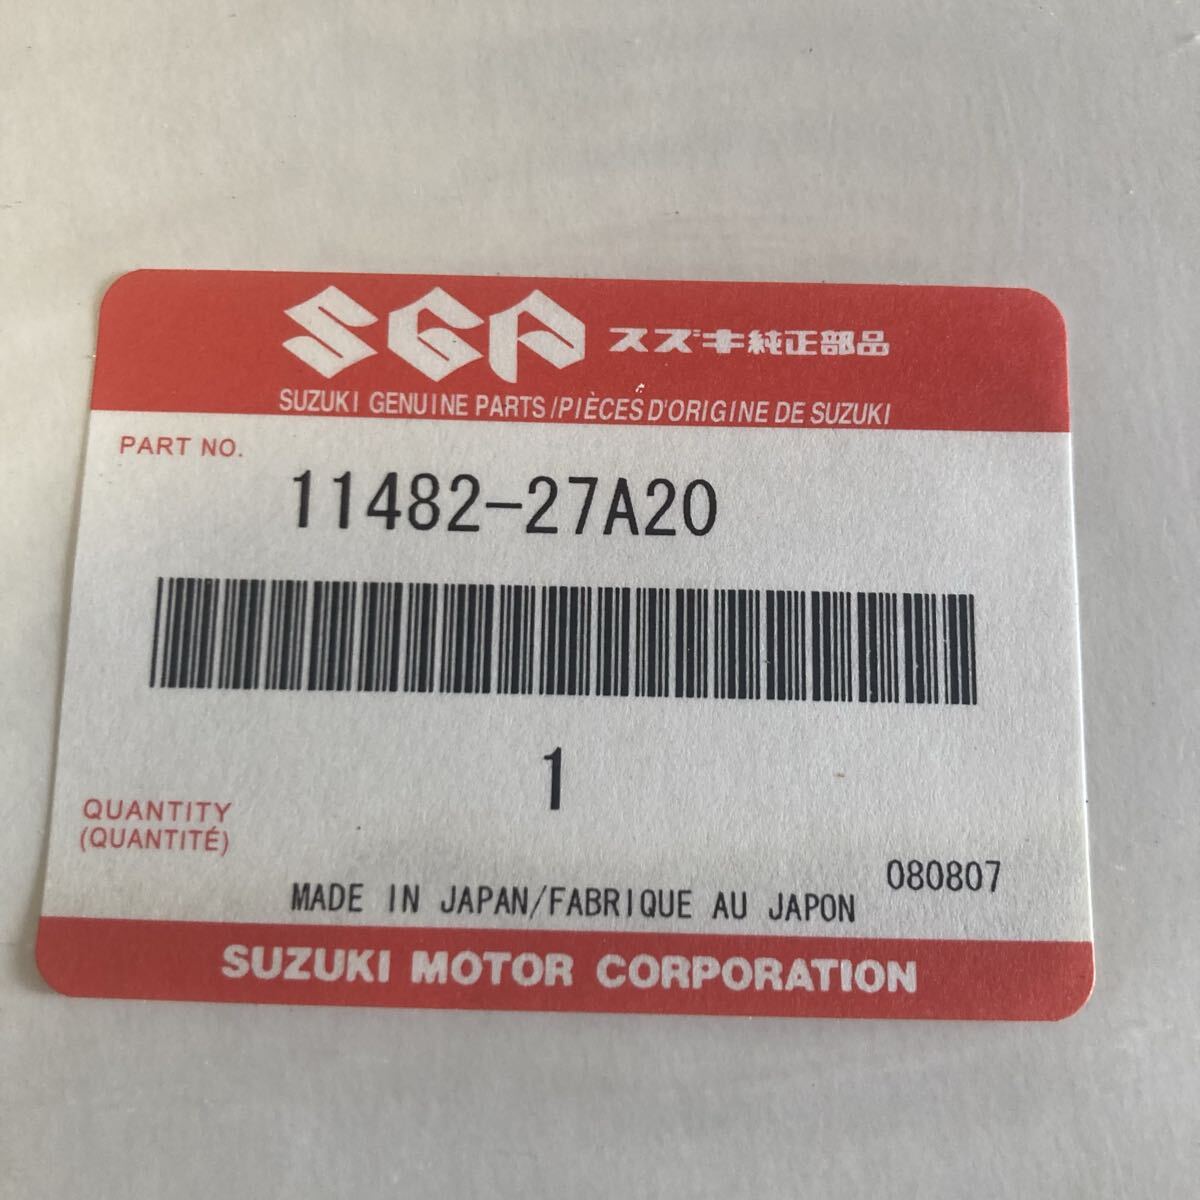 SGP スズキ純正部品
SUZUKI GENUINE PARTS/PIÈCES D'ORIGINE DE SUZUKI
PART NO.
11482-27A20
1
QUANTITY
(QUANTITÉ)
080807
MADE IN JAPAN/FABRIQUE AU JAPON
SUZUKI MOTOR CORPORATION